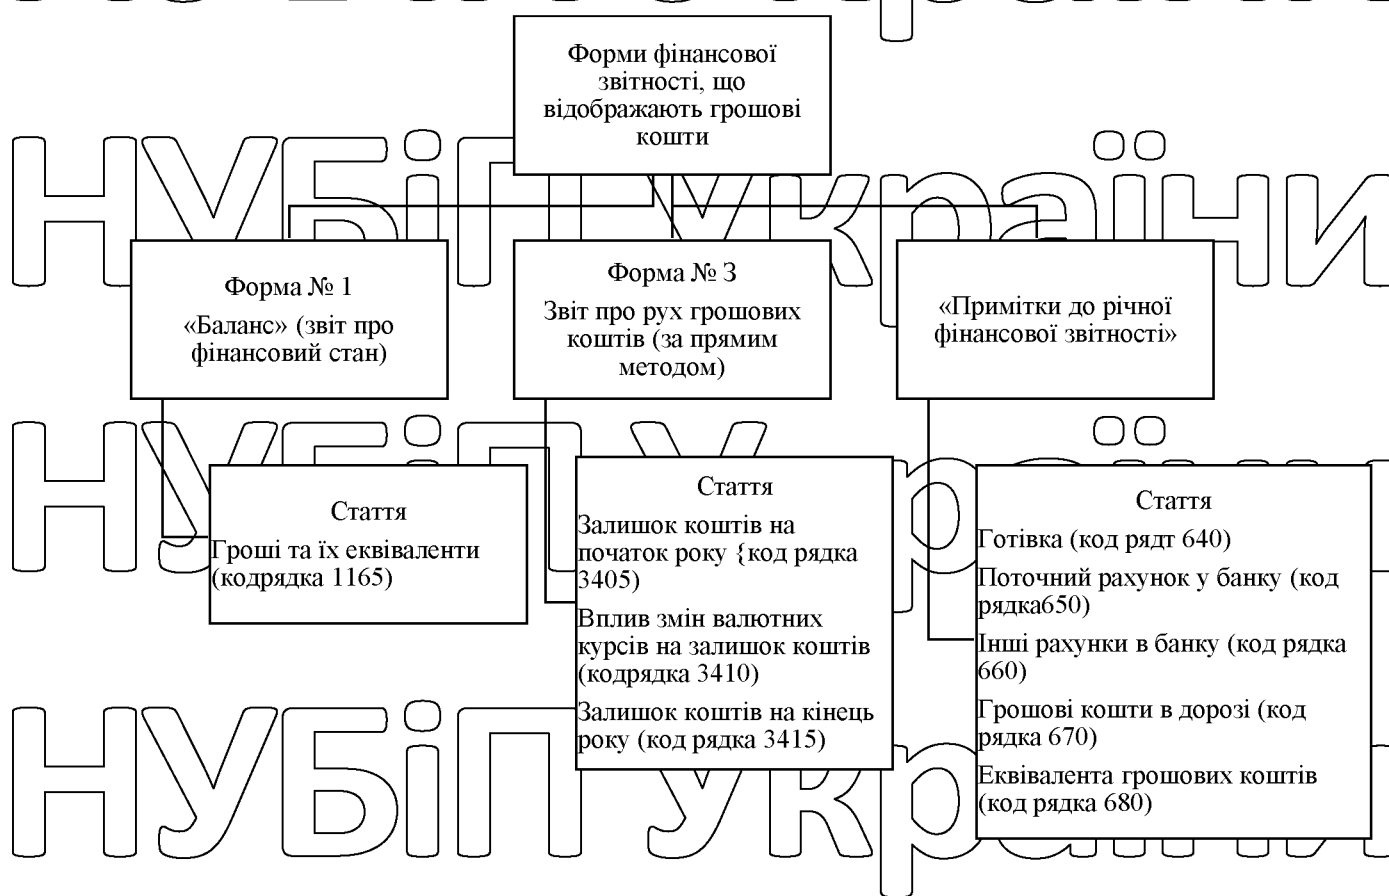 Форми фінансової
звітності, що
відображають грошові
кошти
НУБіП України
Форма № 1
«Баланс» (звіт про
фінансовий стан)
Форма № 3
Звіт про рух грошових
коштів (за прямим
методом)
«Примітки до річної
фінансової звітності»
НУБіП України
Стаття
Гроші та їх еквіваленти
(кодрядка 1165)
Стаття
Залишок коштів на
початок року {код рядка
3405)
Вплив змін валютних
курсів на залишок коштів
(кодрядка 3410)
Залишок коштів на кінець
року (код рядка 3415)
Стаття
Готівка (код рядт 640)
Поточний рахунок у банку (код
рядка650)
Інші рахунки в банку (код рядка
660)
Грошові кошти в дорозі (код
рядка 670)
Еквівалента грошових коштів
(код рядка 680)
НУБіП України